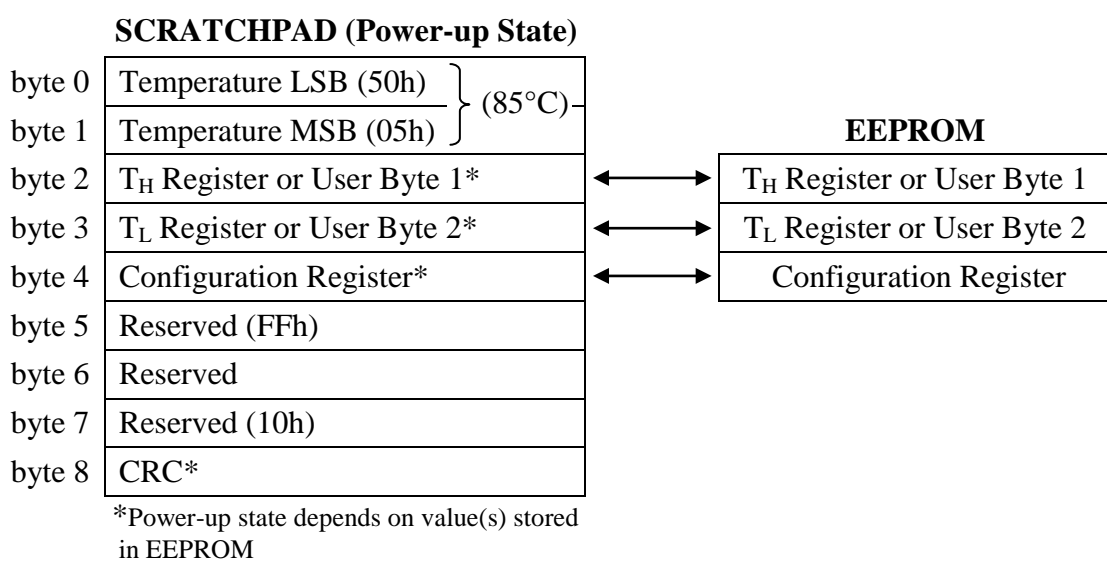 SCRATCHPAD (Power-up State)
byte 0 Temperature LSB (50h)
(85°C)
byte 1 Temperature MSB (05h)
EEPROM
byte 2 TH Register or User Byte 1* TH Register or User Byte 1
byte 3 TL Register or User Byte 2* TL Register or User Byte 2
byte 4 Configuration Register* Configuration Register
byte 5 Reserved (FFh)
byte 6 Reserved
byte 7 Reserved (10h)
byte 8 CRC*
*Power-up state depends on value(s) stored
in EEPROM